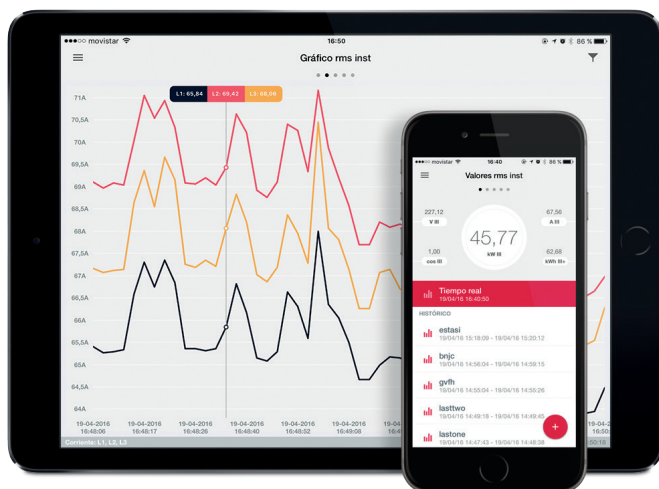 movistar 16:50 86 %
Gráfico rms inst
L1: 65,84 L2: 69,42 L3: 68,06
71A
70,5A
70A
69,5A
69A
68,5A
68A
67,5A
67A
66,5A
66A
65,5A
65A
64,5A
64A
19-04-2016 19-04-2016 19-04-2016 19-04-2016 19-04-2016 19-04-2016
16:48:06 16:48:17 16:48:26 16:48:40 16:48:52 16:49:08
Corriente: L1, L2, L3
movistar 16:40 86 %
Valores rms inst
227,12 67,56
V III A III
45,77
kW III
1,00 62,68
cos III kWh III+
Tiempo real
19/04/16 16:40:50
HISTÓRICO
estasi
19/04/16 15:18:09 - 19/04/16 15:20:12
bnjc
19/04/16 14:56:04 - 19/04/16 14:59:15
gvfh
19/04/16 14:55:04 - 19/04/16 14:55:26
lasttwo
19/04/16 14:49:18 - 19/04/16 14:49:45
lastone
19/04/16 14:47:43 - 19/04/16 14:48:38